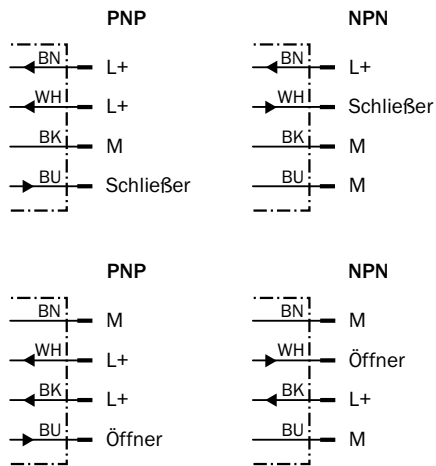 PNP
BN L+
WH L+
BK M
BU Schließer
NPN
BN L+
WH Schließer
BK M
BU M
PNP
BN M
WH L+
BK L+
BU Öffner
NPN
BN M
WH Öffner
BK L+
BU M